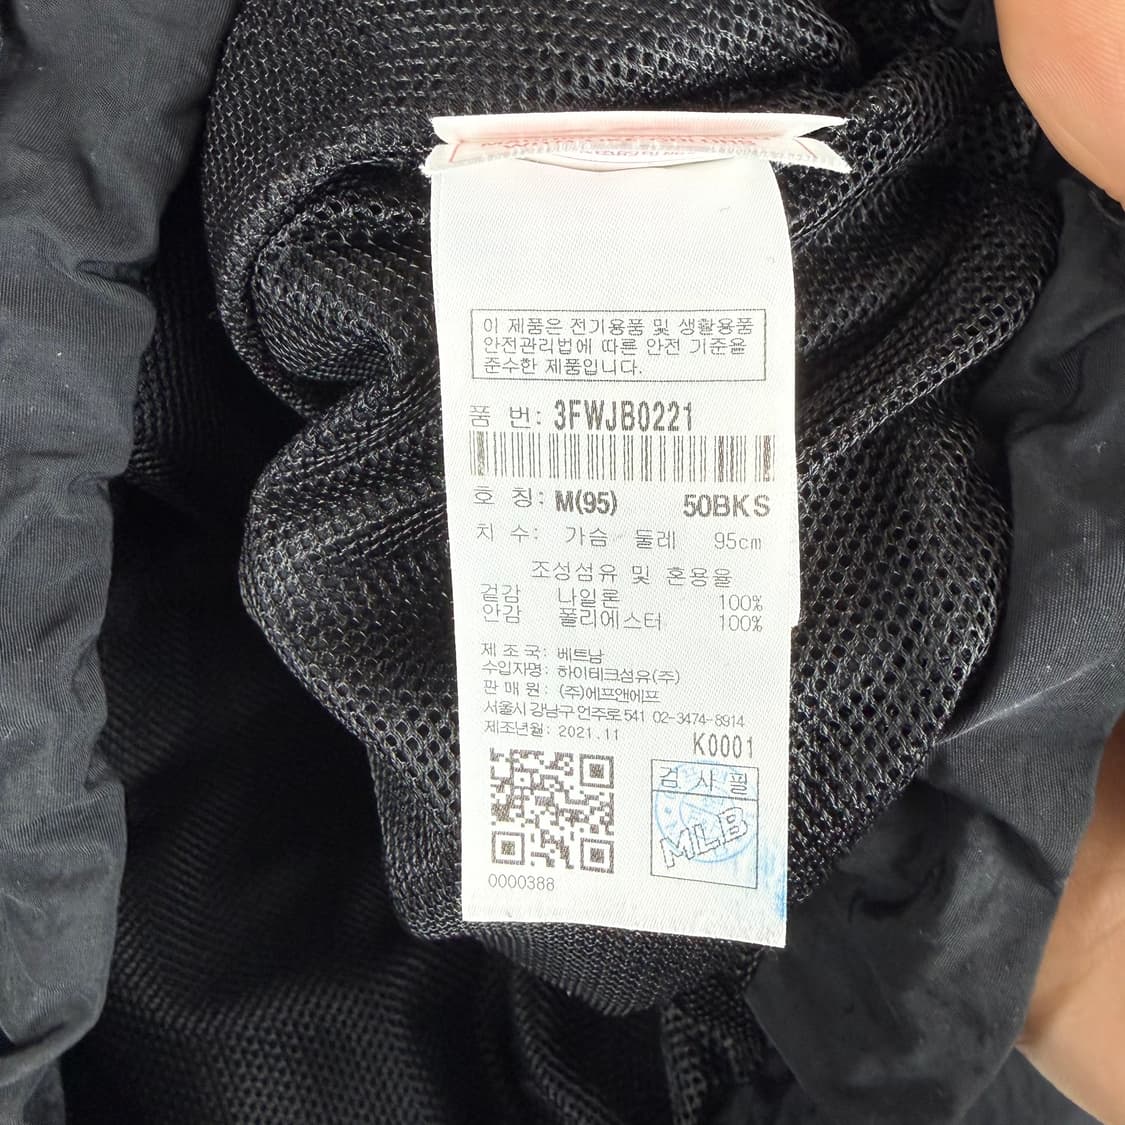 이 제품은 전기용품 및 생활용품
안전관리법에 따른 안전 기준을
준수한 제품입니다.
품 번: 3FWJB0221
호 칭: M(95) 50BKS
치 수: 가슴 둘레 95cm
조성섬유 및 혼용율
겉감 나일론 100%
안감 폴리에스터 100%
제 조 국: 베트남
수입자명: 하이테크섬유(주)
판 매 원: (주)에프앤에프
서울시 강남구 언주로 541 02-3474-8914
제조년월: 2021.11
K0001
검 사 필
MLB
0000388